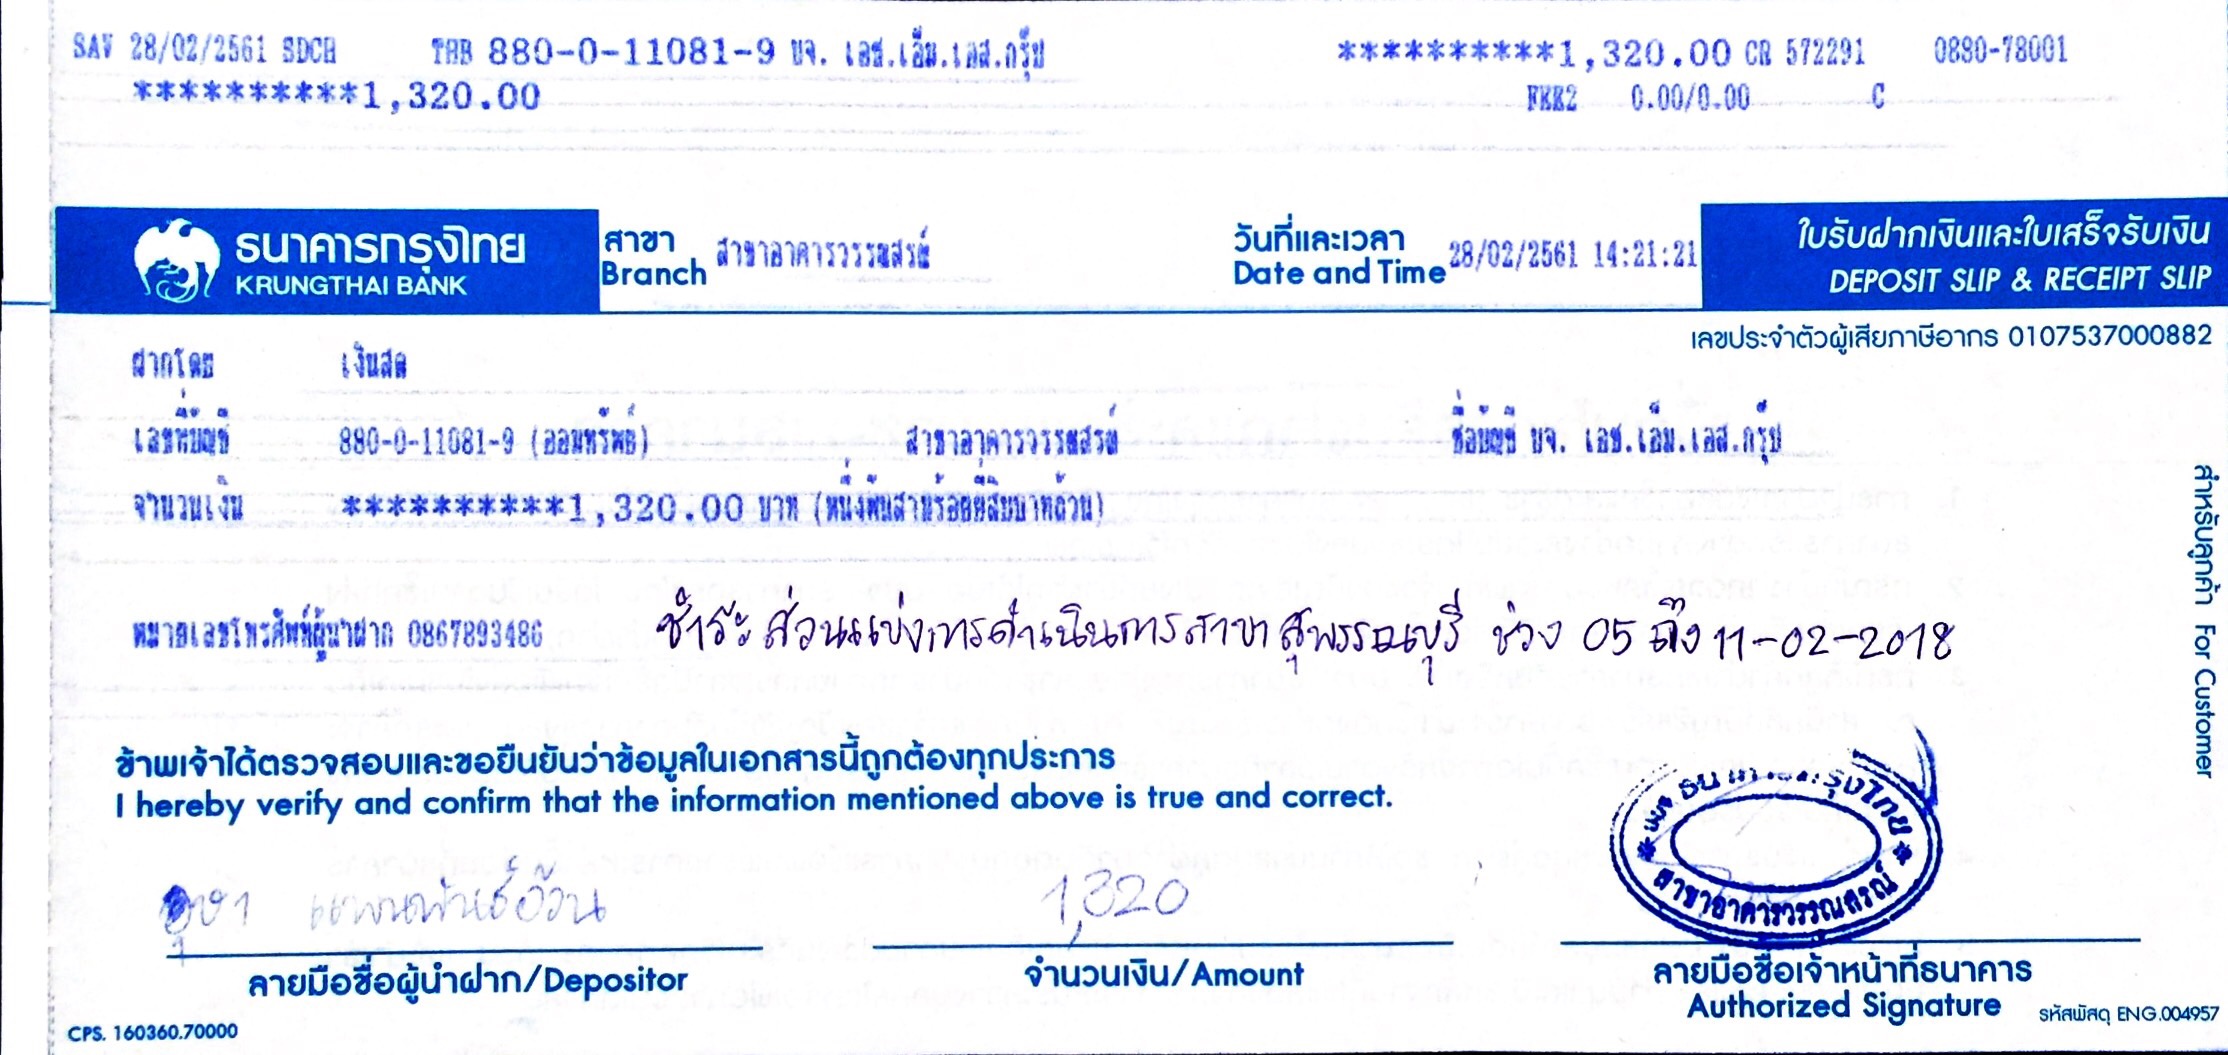 SAV 28/02/2561 SDCH THB 880-0-11081-9 บจ. เอช.เอ็ม.เอส.กรุ๊ป **********1,320.00 CR 572291 0880-78001
**********1,320.00 FEE2 0.00/0.00 C
ธนาคารกรุงไทย
KRUNGTHAI BANK
สาขา
Branch
สาขาอาคารวรรณสรณ์
วันที่และเวลา
Date and Time
28/02/2561 14:21:21
ใบรับฝากเงินและใบเสร็จรับเงิน
DEPOSIT SLIP & RECEIPT SLIP
เลขประจำตัวผู้เสียภาษีอากร 0107537000882
ฝากโดย เงินสด
เลขที่บัญชี 880-0-11081-9 (ออมทรัพย์) สาขาอาคารวรรณสรณ์ ชื่อบัญชี บจ. เอช.เอ็ม.เอส.กรุ๊ป
จำนวนเงิน **********1,320.00 บาท (หนึ่งพันสามร้อยยี่สิบบาทถ้วน)
หมายเลขโทรศัพท์ผู้นำฝาก 0867893486 ชำระส่วนแบ่งการดำเนินการสาขาสุพรรณบุรี ช่วง 05 ถึง 11-02-2018
สำหรับลูกค้า For Customer
ข้าพเจ้าได้ตรวจสอบและขอยืนยันว่าข้อมูลในเอกสารนี้ถูกต้องทุกประการ
I hereby verify and confirm that the information mentioned above is true and correct.
1,320
กรุงไทย
สาขาอาคารวรรณสรณ์
ลายมือชื่อผู้นำฝาก/Depositor
จำนวนเงิน/Amount
ลายมือชื่อเจ้าหน้าที่ธนาคาร
Authorized Signature
CPS. 160360.70000
รหัสพัสดุ ENG.004957